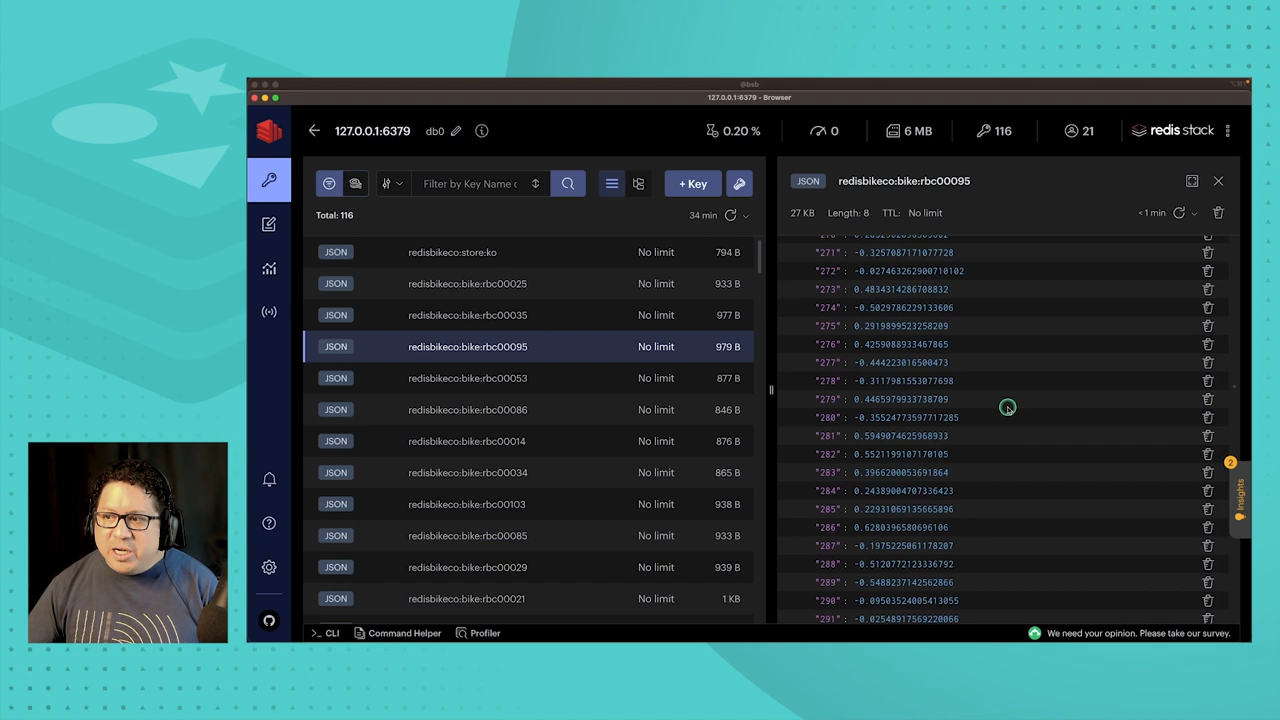 @bsb
127.0.0.1:6379 - Browser
127.0.0.1:6379 db0 0.20 % 0 6 MB 116 21 redis stack
Filter by Key Name + Key
Total: 116 34 min
JSON redisbikeco:store:ko No limit 794 B
JSON redisbikeco:bike:rbc00025 No limit 933 B
JSON redisbikeco:bike:rbc00035 No limit 977 B
JSON redisbikeco:bike:rbc00095 No limit 979 B
JSON redisbikeco:bike:rbc00053 No limit 877 B
JSON redisbikeco:bike:rbc00086 No limit 846 B
JSON redisbikeco:bike:rbc00014 No limit 876 B
JSON redisbikeco:bike:rbc00034 No limit 865 B
JSON redisbikeco:bike:rbc00103 No limit 938 B
JSON redisbikeco:bike:rbc00085 No limit 933 B
JSON redisbikeco:bike:rbc00029 No limit 939 B
JSON redisbikeco:bike:rbc00021 No limit 1 KB
JSON redisbikeco:bike:rbc00095
27 KB Length: 8 TTL: No limit < 1 min
"271" : -0.3257087171077728
"272" : -0.027463262900710102
"273" : 0.4834314286708832
"274" : -0.5029786229133606
"275" : 0.2919899523258209
"276" : 0.4259088933467865
"277" : -0.444223016500473
"278" : -0.3117981553077698
"279" : 0.4465979933738709
"280" : -0.35524773597717285
"281" : 0.5949074625968933
"282" : 0.5521199107170105
"283" : 0.3966200053691864
"284" : 0.24389004707336423
"285" : 0.22931069135665896
"286" : 0.6280396580696106
"287" : -0.1975225061178207
"288" : -0.5120772123336792
"289" : -0.5488237142562866
"290" : -0.09503524005413055
"291" : -0.02548917569220066
2
Insights
>_ CLI Command Helper Profiler We need your opinion. Please take our survey.